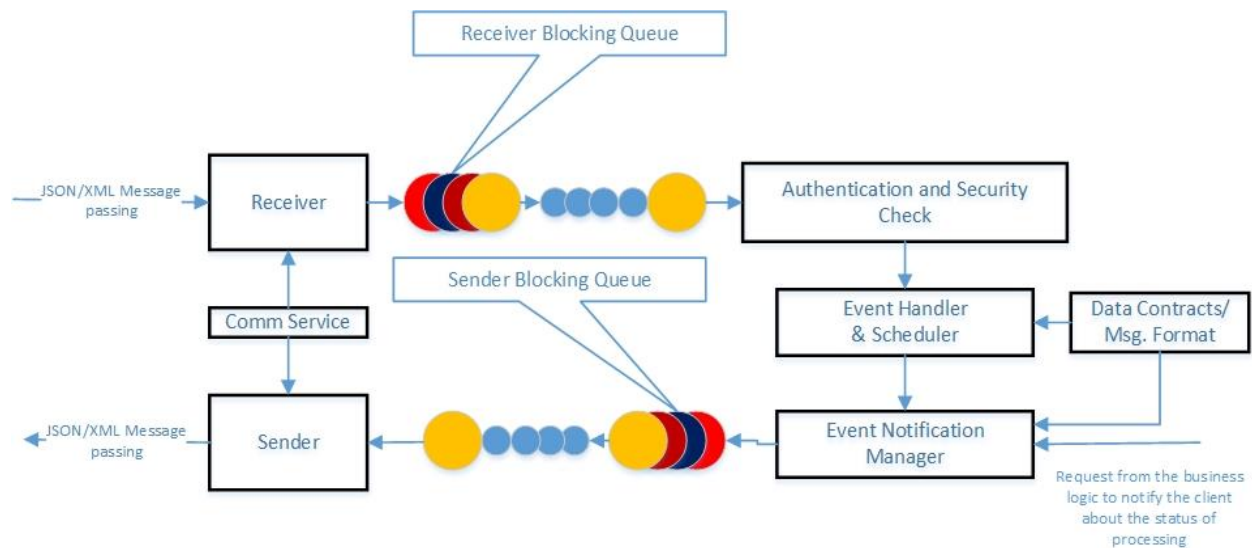 Receiver Blocking Queue
JSON/XML Message
passing
Receiver
Authentication and Security
Check
Sender Blocking Queue
Comm Service
Event Handler
& Scheduler
Data Contracts/
Msg. Format
JSON/XML Message
passing
Sender
Event Notification
Manager
Request from the business
logic to notify the client
about the status of
processing